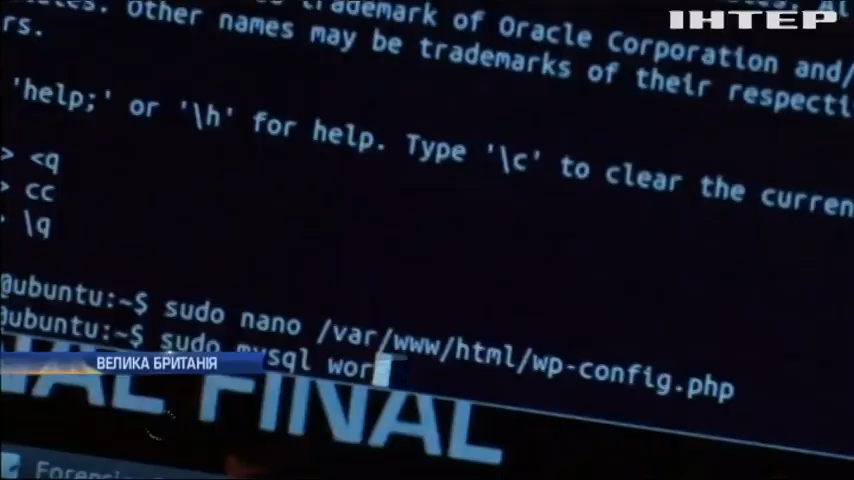 ІНТЕР
trademark of Oracle Corporation and/
rs. Other names may be trademarks of their respecti
'help;' or '\h' for help. Type '\c' to clear the curren
> <q
> cc
> \q
@ubuntu:~$ sudo nano /var/www/html/wp-config.php
@ubuntu:~$ sudo mysql wor
ВЕЛИКА БРИТАНІЯ
FINAL